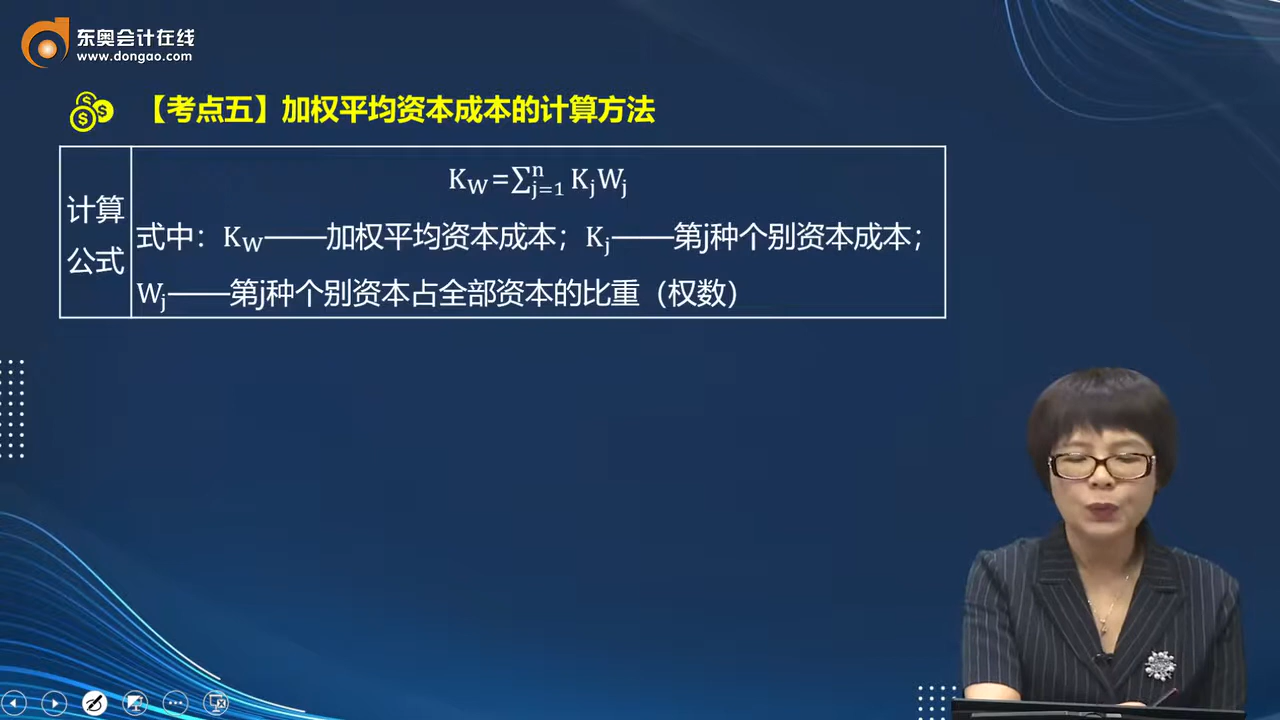 东奥会计在线
www.dongao.com
【考点五】加权平均资本成本的计算方法
计算
公式
K_W=∑_{j=1}^{n} K_jW_j
式中：K_W——加权平均资本成本；K_j——第j种个别资本成本；
W_j——第j种个别资本占全部资本的比重（权数）